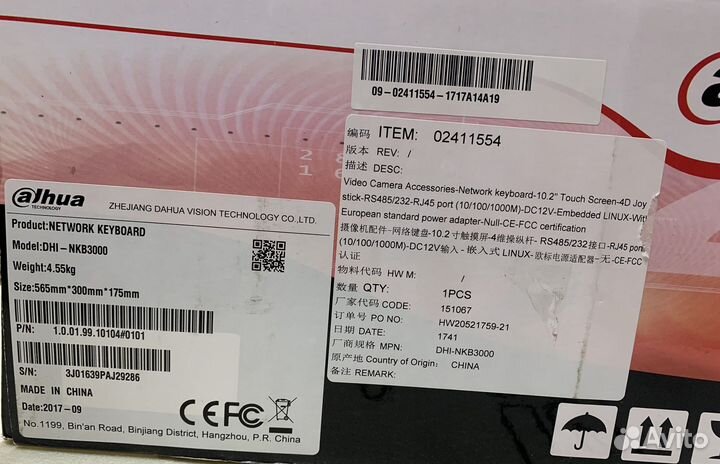 09-02411554-1717A14A19
编码 ITEM: 02411554
版本 REV: /
描述 DESC:
Video Camera Accessories-Network keyboard-10.2" Touch Screen-4D Joy
stick-RS485/232-RJ45 port (10/100/1000M)-DC12V-Embedded LINUX-Wit
European standard power adapter-Null-CE-FCC certification
摄像机配件-网络键盘-10.2寸触摸屏-4维操纵杆- RS485/232接口-RJ45 port
(10/100/1000M)-DC12V输入 - 嵌入式 LINUX-欧标电源适配器-无-CE-FCC
认证
物料代码 HW M: /
数量 QTY: 1PCS
厂家代码 CODE: 151067
订单号 PO NO: HW20521759-21
日期 DATE: 1741
厂商规格 MPN: DHI-NKB3000
原产地 Country of Origin: CHINA
备注 REMARK:
alhua
TECHNOLOGY
ZHEJIANG DAHUA VISION TECHNOLOGY CO.,LTD.
Product:NETWORK KEYBOARD
Model:DHI-NKB3000
Weight:4.55kg
Size:565mm*300mm*175mm
P/N: 1.0.01.99.10104#0101
S/N: 3J01639PAJ29286
MADE IN CHINA
Date:2017-09
CE FC
No.1199, Bin'an Road, Binjiang District, Hangzhou, P.R. China
Avito